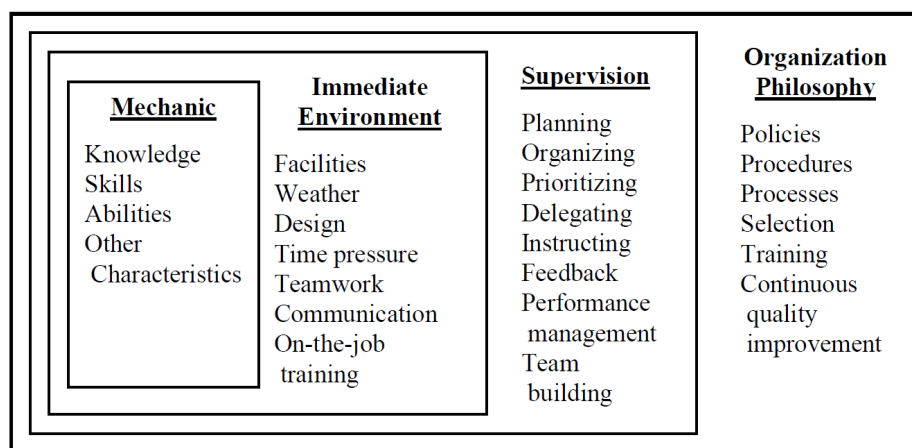 Mechanic
Knowledge
Skills
Abilities
Other
Characteristics
Immediate
Environment
Facilities
Weather
Design
Time pressure
Teamwork
Communication
On-the-job
training
Supervision
Planning
Organizing
Prioritizing
Delegating
Instructing
Feedback
Performance
management
Team
building
Organization
Philosophy
Policies
Procedures
Processes
Selection
Training
Continuous
quality
improvement